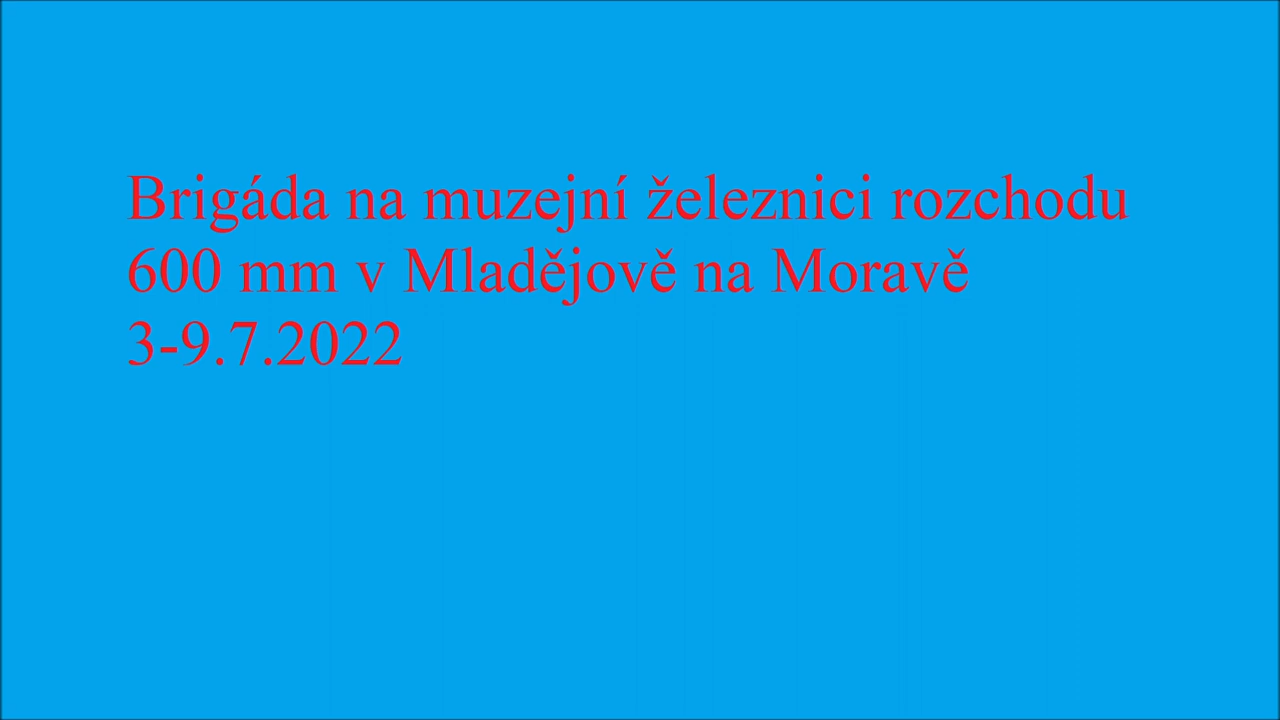 Brigáda na muzejní železnici rozchodu
600 mm v Mladějově na Moravě
3-9.7.2022